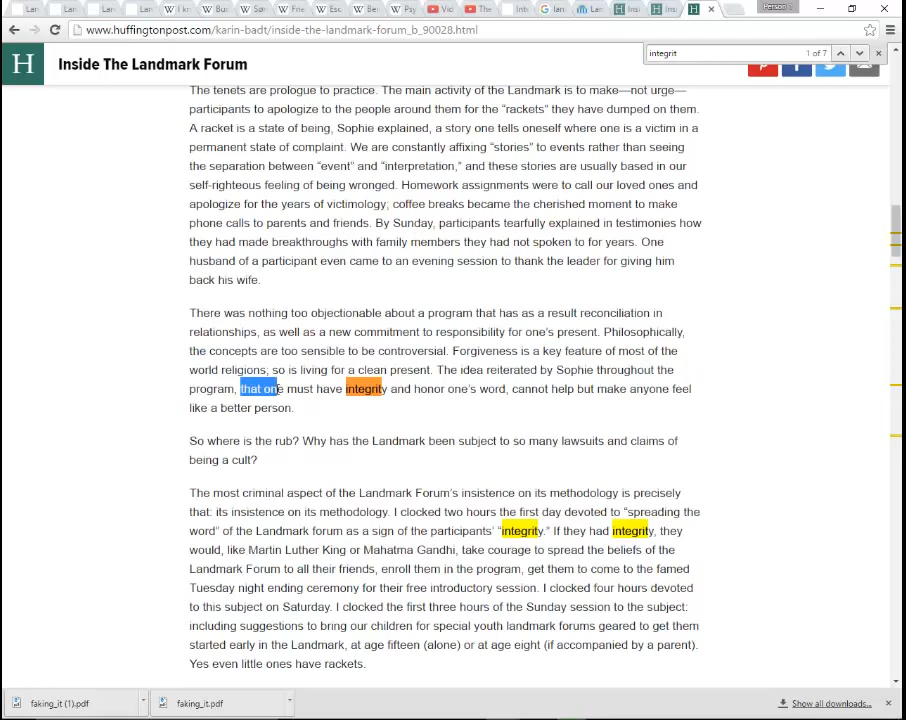 Lan
Lan
Lan
Lan
I k
Bu
Sø
Frie
Esc
Be
Psy
Vid
The
Int
lan
Lan
Insi
Insi
Insi
Person 1
www.huffingtonpost.com/karin-badt/inside-the-landmark-forum_b_90028.html
integrit
1 of 7
H
Inside The Landmark Forum
The tenets are prologue to practice. The main activity of the Landmark is to make—not urge—
participants to apologize to the people around them for the “rackets” they have dumped on them.
A racket is a state of being, Sophie explained, a story one tells oneself where one is a victim in a
permanent state of complaint. We are constantly affixing “stories” to events rather than seeing
the separation between “event” and “interpretation,” and these stories are usually based in our
self-righteous feeling of being wronged. Homework assignments were to call our loved ones and
apologize for the years of victimology; coffee breaks became the cherished moment to make
phone calls to parents and friends. By Sunday, participants tearfully explained in testimonies how
they had made breakthroughs with family members they had not spoken to for years. One
husband of a participant even came to an evening session to thank the leader for giving him
back his wife.
There was nothing too objectionable about a program that has as a result reconciliation in
relationships, as well as a new commitment to responsibility for one’s present. Philosophically,
the concepts are too sensible to be controversial. Forgiveness is a key feature of most of the
world religions; so is living for a clean present. The idea reiterated by Sophie throughout the
program, that one must have integrity and honor one’s word, cannot help but make anyone feel
like a better person.
So where is the rub? Why has the Landmark been subject to so many lawsuits and claims of
being a cult?
The most criminal aspect of the Landmark Forum’s insistence on its methodology is precisely
that: its insistence on its methodology. I clocked two hours the first day devoted to “spreading the
word” of the Landmark forum as a sign of the participants’ “integrity.” If they had integrity, they
would, like Martin Luther King or Mahatma Gandhi, take courage to spread the beliefs of the
Landmark Forum to all their friends, enroll them in the program, get them to come to the famed
Tuesday night ending ceremony for their free introductory session. I clocked four hours devoted
to this subject on Saturday. I clocked the first three hours of the Sunday session to the subject:
including suggestions to bring our children for special youth landmark forums geared to get them
started early in the Landmark, at age fifteen (alone) or at age eight (if accompanied by a parent).
Yes even little ones have rackets.
faking_it (1).pdf
faking_it.pdf
Show all downloads...